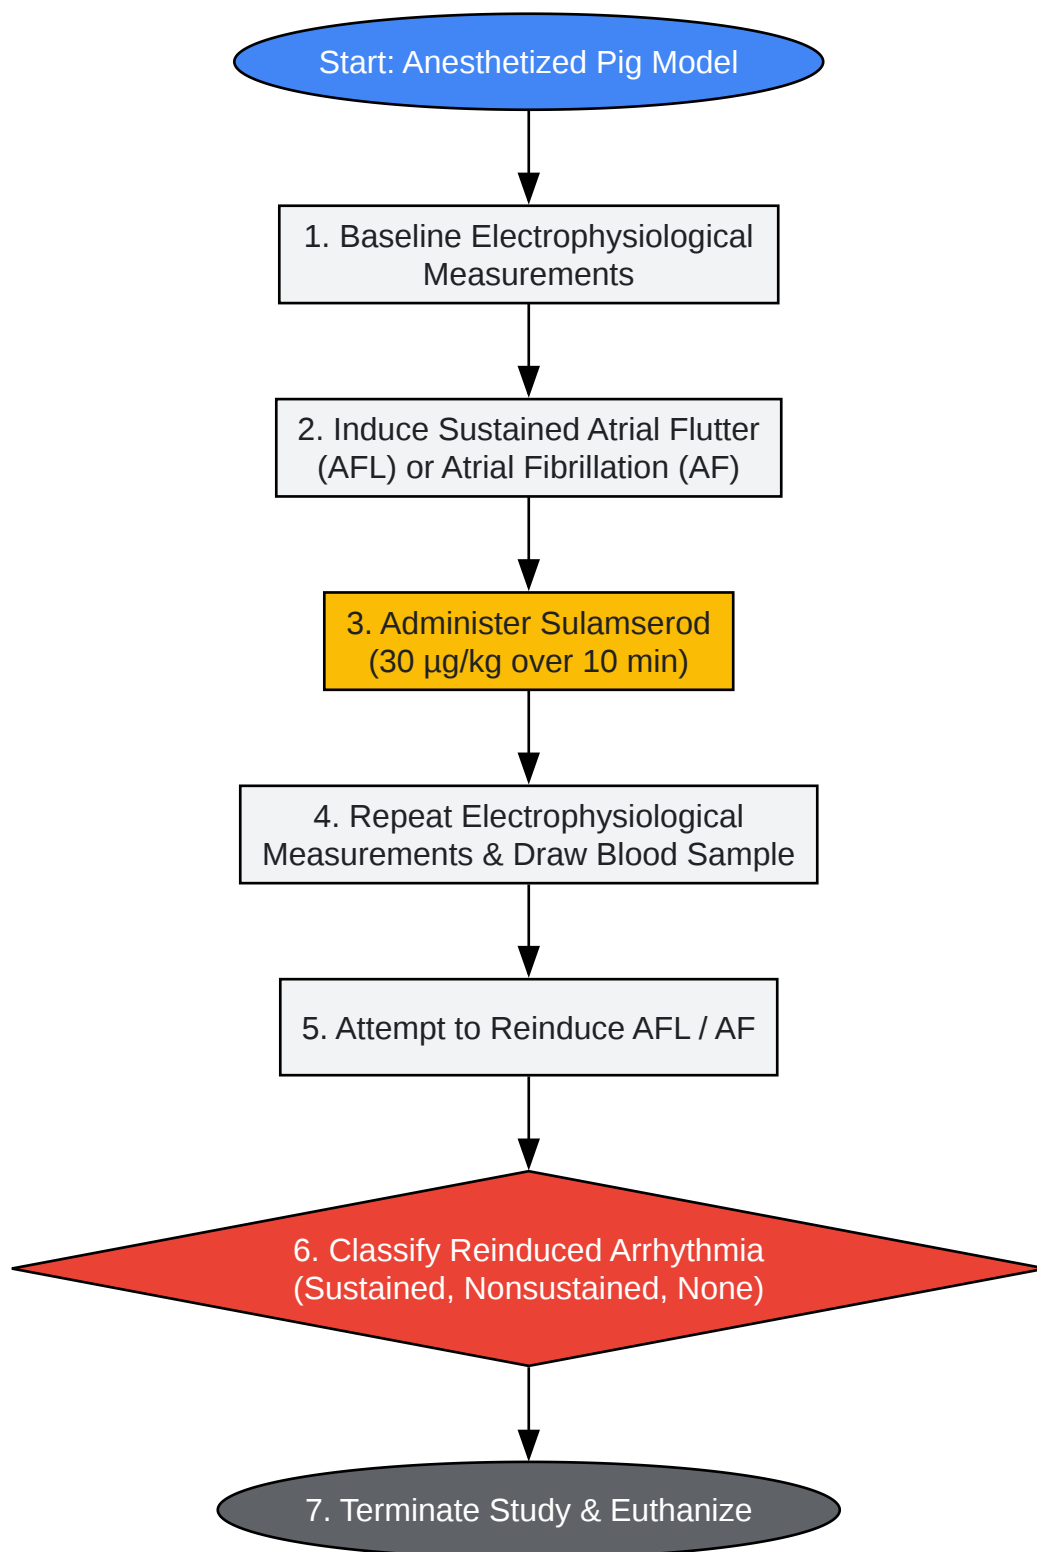 Start: Anesthetized Pig Model
1. Baseline Electrophysiological
Measurements
2. Induce Sustained Atrial Flutter
(AFL) or Atrial Fibrillation (AF)
3. Administer Sulamserod
(30 µg/kg over 10 min)
4. Repeat Electrophysiological
Measurements & Draw Blood Sample
5. Attempt to Reinduce AFL / AF
6. Classify Reinduced Arrhythmia
(Sustained, Nonsustained, None)
7. Terminate Study & Euthanize